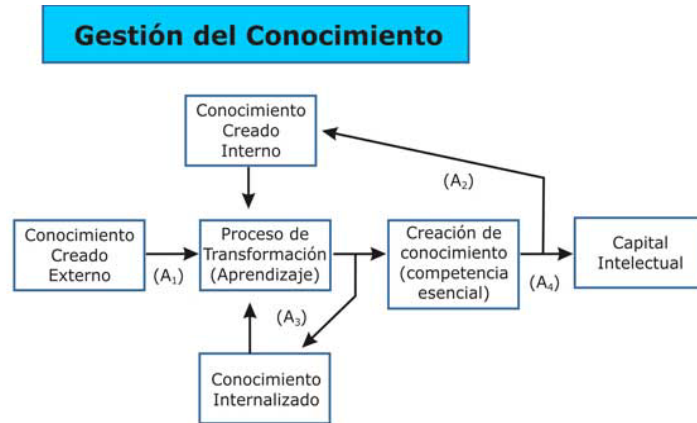 Gestión del Conocimiento
Conocimiento
Creado
Interno
(A₂)
Conocimiento
Creado
Externo
(A₁)
Proceso de
Transformación
(Aprendizaje)
Creación de
conocimiento
(competencia
esencial)
(A₄)
Capital
Intelectual
(A₃)
Conocimiento
Internalizado